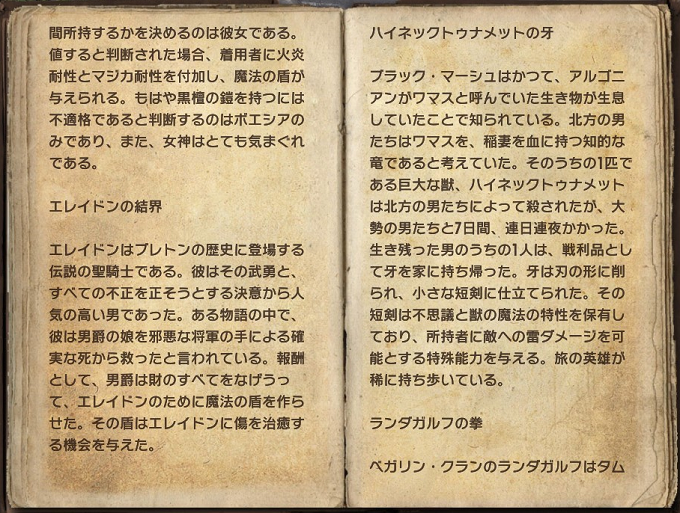 間所持するかを決めるのは彼女である。
値すると判断された場合、着用者に火炎
耐性とマジカ耐性を付加し、魔法の盾が
与えられる。もはや黒檀の鎧を持つには
不適格であると判断するのはボエシアの
みであり、また、女神はとても気まぐれ
である。
エレイドンの結界
エレイドンはブレトンの歴史に登場する
伝説の聖騎士である。彼はその武勇と、
すべての不正を正そうとする決意から人
気の高い男であった。ある物語の中で、
彼は男爵の娘を邪悪な将軍の手による確
実な死から救ったと言われている。報酬
として、男爵は財のすべてをなげうっ
て、エレイドンのために魔法の盾を作ら
せた。その盾はエレイドンに傷を治癒す
る機会を与えた。
ハイネックトゥナメットの牙
ブラック・マーシュはかつて、アルゴニ
アンがワマスと呼んでいた生き物が生息
していたことで知られている。北方の男
たちはワマスを、稲妻を血に持つ知的な
竜であると考えていた。そのうちの1匹で
ある巨大な獣、ハイネックトゥナメット
は北方の男たちによって殺されたが、大
勢の男たちと7日間、連日連夜かかった。
生き残った男のうちの1人は、戦利品とし
て牙を家に持ち帰った。牙は刃の形に削
られ、小さな短剣に仕立てられた。その
短剣は不思議と獣の魔法の特性を保有し
ており、所持者に敵への雷ダメージを可
能とする特殊能力を与える。旅の英雄が
稀に持ち歩いている。
ランダガルフの拳
ペガリン・クランのランダガルフはタム